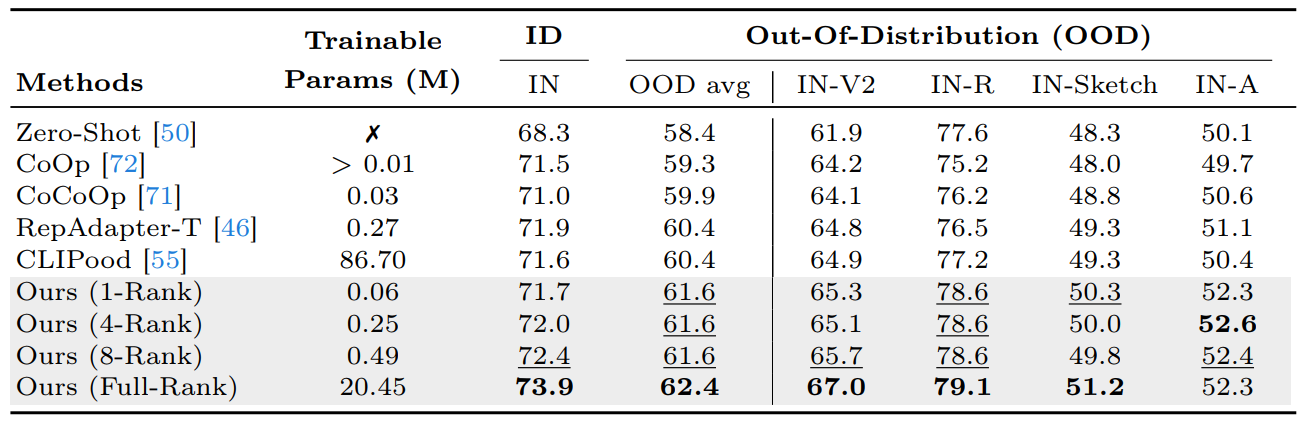 Methods Trainable Params (M) ID Out-Of-Distribution (OOD)
IN OOD avg IN-V2 IN-R IN-Sketch IN-A
Zero-Shot [50] ✗ 68.3 58.4 61.9 77.6 48.3 50.1
CoOp [72] > 0.01 71.5 59.3 64.2 75.2 48.0 49.7
CoCoOp [71] 0.03 71.0 59.9 64.1 76.2 48.8 50.6
RepAdapter-T [46] 0.27 71.9 60.4 64.8 76.5 49.3 51.1
CLIPood [55] 86.70 71.6 60.4 64.9 77.2 49.3 50.4
Ours (1-Rank) 0.06 71.7 61.6 65.3 78.6 50.3 52.3
Ours (4-Rank) 0.25 72.0 61.6 65.1 78.6 50.0 52.6
Ours (8-Rank) 0.49 72.4 61.6 65.7 78.6 49.8 52.4
Ours (Full-Rank) 20.45 73.9 62.4 67.0 79.1 51.2 52.3